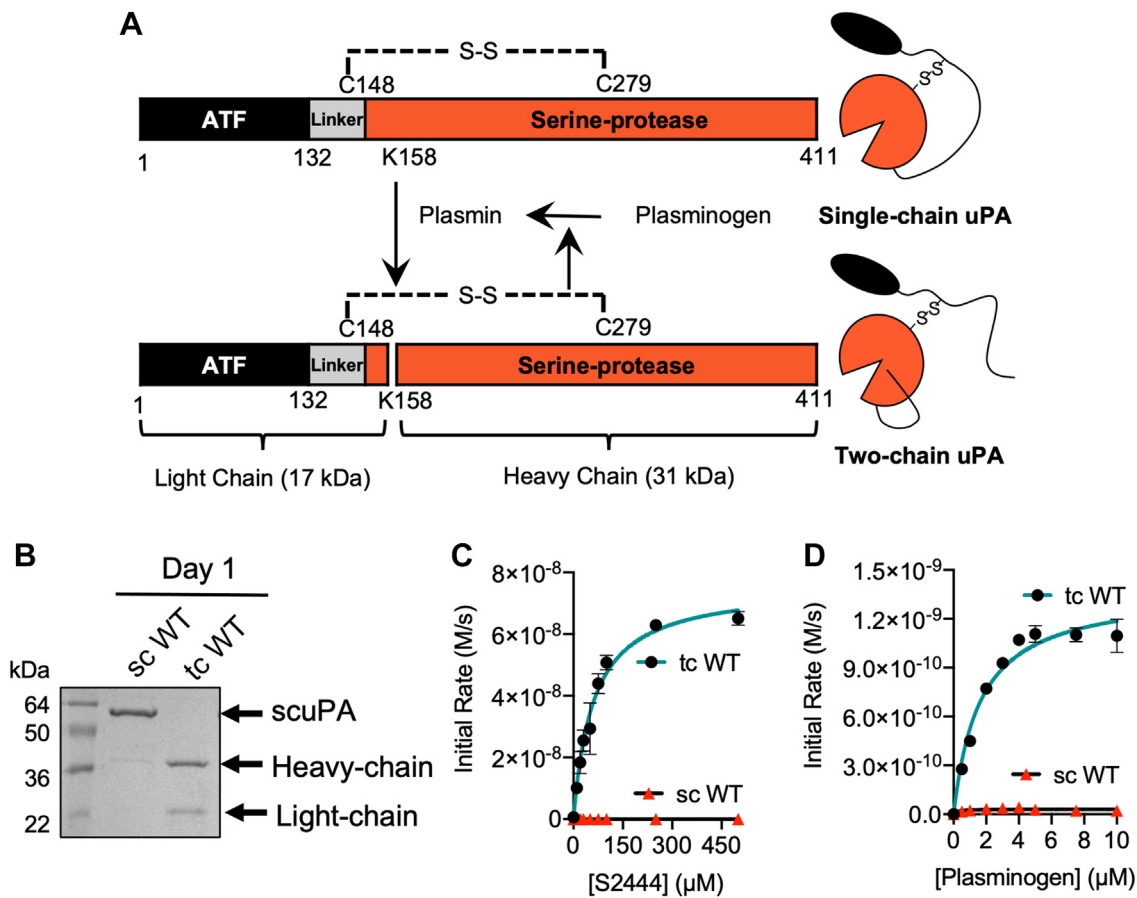 A
S-S
C148 C279
ATF Linker Serine-protease
1 132 K158 411
S S
Single-chain uPA
Plasmin Plasminogen
S-S
C148 C279
ATF Linker Serine-protease
1 132 K158 411
S S
Two-chain uPA
Light Chain (17 kDa) Heavy Chain (31 kDa)
B
Day 1
sc WT tc WT
kDa
64
50
36
22
scuPA
Heavy-chain
Light-chain
C
Initial Rate (M/s)
8×10-8
6×10-8
4×10-8
2×10-8
0
tc WT
sc WT
0 150 300 450
[S2444] (µM)
D
Initial Rate (M/s)
1.5×10-9
1.2×10-9
9.0×10-10
6.0×10-10
3.0×10-10
0.0
tc WT
sc WT
0 2 4 6 8 10
[Plasminogen] (µM)